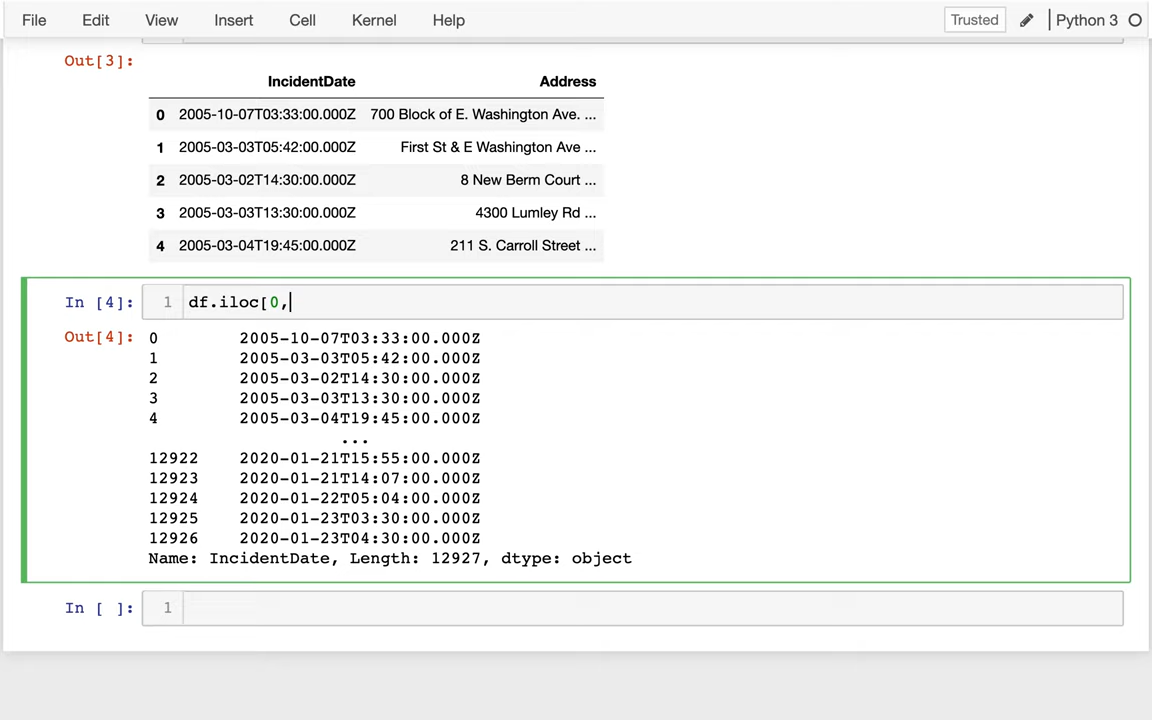 File Edit View Insert Cell Kernel Help Trusted Python 3
Out[3]:
IncidentDate Address
0 2005-10-07T03:33:00.000Z 700 Block of E. Washington Ave. ...
1 2005-03-03T05:42:00.000Z First St & E Washington Ave ...
2 2005-03-02T14:30:00.000Z 8 New Berm Court ...
3 2005-03-03T13:30:00.000Z 4300 Lumley Rd ...
4 2005-03-04T19:45:00.000Z 211 S. Carroll Street ...
In [4]: 1 df.iloc[0,
Out[4]: 0 2005-10-07T03:33:00.000Z
1 2005-03-03T05:42:00.000Z
2 2005-03-02T14:30:00.000Z
3 2005-03-03T13:30:00.000Z
4 2005-03-04T19:45:00.000Z
...
12922 2020-01-21T15:55:00.000Z
12923 2020-01-21T14:07:00.000Z
12924 2020-01-22T05:04:00.000Z
12925 2020-01-23T03:30:00.000Z
12926 2020-01-23T04:30:00.000Z
Name: IncidentDate, Length: 12927, dtype: object
In [ ]: 1